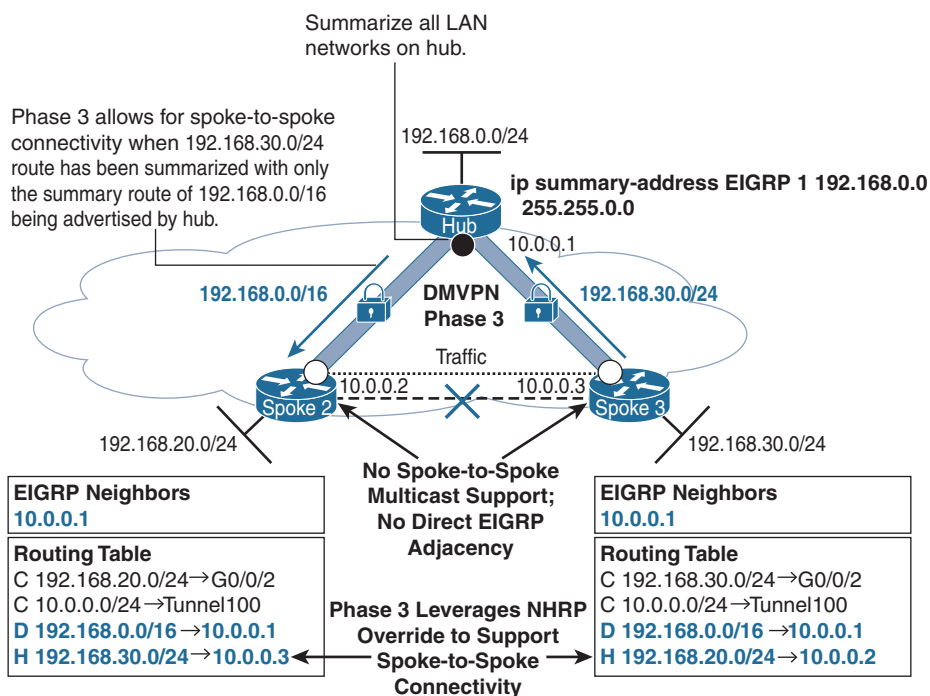 Summarize all LAN
networks on hub.
Phase 3 allows for spoke-to-spoke
connectivity when 192.168.30.0/24
route has been summarized with only
the summary route of 192.168.0.0/16
being advertised by hub.
192.168.0.0/24
ip summary-address EIGRP 1 192.168.0.0
255.255.0.0
Hub
10.0.0.1
192.168.0.0/16
DMVPN
Phase 3
192.168.30.0/24
Traffic
10.0.0.2
10.0.0.3
Spoke 2
Spoke 3
192.168.20.0/24
192.168.30.0/24
No Spoke-to-Spoke
Multicast Support;
No Direct EIGRP
Adjacency
EIGRP Neighbors
10.0.0.1
Routing Table
C 192.168.20.0/24→G0/0/2
C 10.0.0.0/24→Tunnel100
D 192.168.0.0/16→10.0.0.1
H 192.168.30.0/24→10.0.0.3
Phase 3 Leverages NHRP
Override to Support
Spoke-to-Spoke
Connectivity
EIGRP Neighbors
10.0.0.1
Routing Table
C 192.168.30.0/24→G0/0/2
C 10.0.0.0/24→Tunnel100
D 192.168.0.0/16→10.0.0.1
H 192.168.20.0/24→10.0.0.2